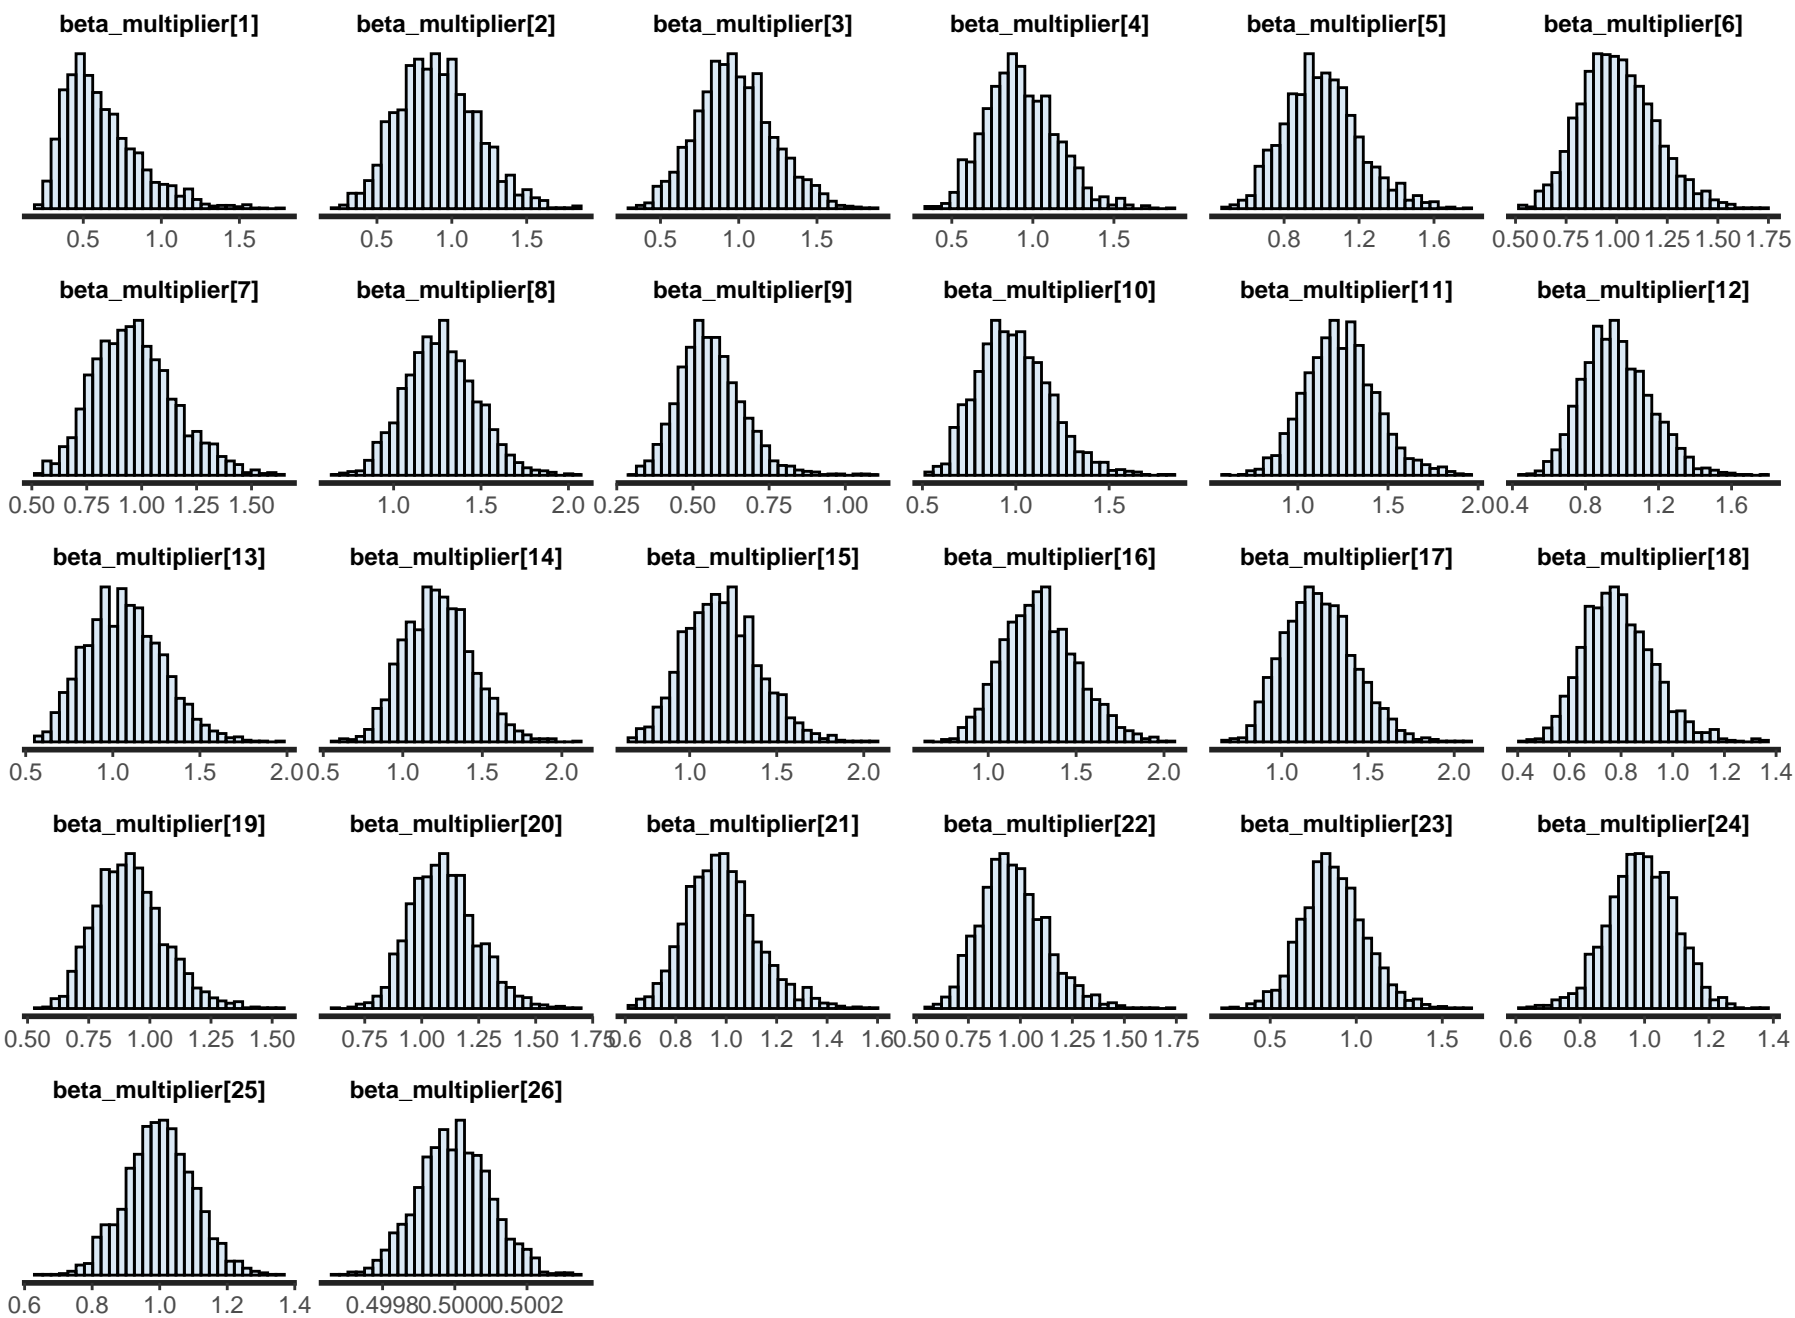 beta_multiplier[1] beta_multiplier[2] beta_multiplier[3] beta_multiplier[4] beta_multiplier[5] beta_multiplier[6]
0.5 1.0 1.5 0.5 1.0 1.5 0.5 1.0 1.5 0.5 1.0 1.5 0.8 1.2 1.6 0.50 0.75 1.00 1.25 1.50 1.75
beta_multiplier[7] beta_multiplier[8] beta_multiplier[9] beta_multiplier[10] beta_multiplier[11] beta_multiplier[12]
0.50 0.75 1.00 1.25 1.50 1.0 1.5 2.0 0.25 0.50 0.75 1.00 0.5 1.0 1.5 1.0 1.5 2.0 0.4 0.8 1.2 1.6
beta_multiplier[13] beta_multiplier[14] beta_multiplier[15] beta_multiplier[16] beta_multiplier[17] beta_multiplier[18]
0.5 1.0 1.5 2.0 0.5 1.0 1.5 2.0 1.0 1.5 2.0 1.0 1.5 2.0 1.0 1.5 2.0 0.4 0.6 0.8 1.0 1.2 1.4
beta_multiplier[19] beta_multiplier[20] beta_multiplier[21] beta_multiplier[22] beta_multiplier[23] beta_multiplier[24]
0.50 0.75 1.00 1.25 1.50 0.75 1.00 1.25 1.50 1.75 0.6 0.8 1.0 1.2 1.4 1.6 0.50 0.75 1.00 1.25 1.50 1.75 0.5 1.0 1.5 0.6 0.8 1.0 1.2 1.4
beta_multiplier[25] beta_multiplier[26]
0.6 0.8 1.0 1.2 1.4 0.4998 0.5000 0.5002